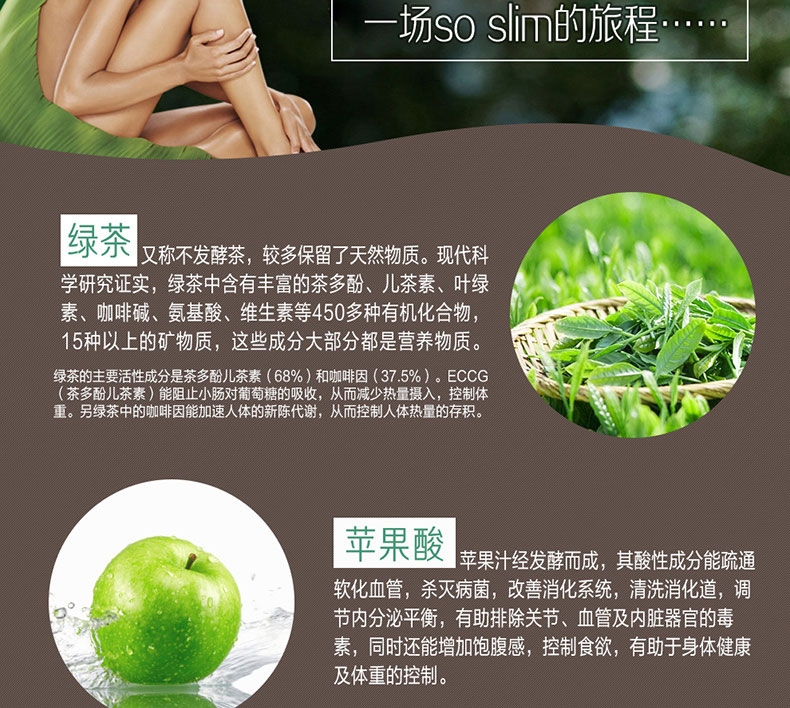 一场so slim的旅程……
绿茶 又称不发酵茶，较多保留了天然物质。现代科
学研究证实，绿茶中含有丰富的茶多酚、儿茶素、叶绿
素、咖啡碱、氨基酸、维生素等450多种有机化合物，
15种以上的矿物质，这些成分大部分都是营养物质。
绿茶的主要活性成分是茶多酚儿茶素（68%）和咖啡因（37.5%）。ECCG
（茶多酚儿茶素）能阻止小肠对葡萄糖的吸收，从而减少热量摄入，控制体
重。另绿茶中的咖啡因能加速人体的新陈代谢，从而控制人体热量的存积。
苹果酸 苹果汁经发酵而成，其酸性成分能疏通
软化血管，杀灭病菌，改善消化系统，清洗消化道，调
节内分泌平衡，有助排除关节、血管及内脏器官的毒
素，同时还能增加饱腹感，控制食欲，有助于身体健康
及体重的控制。